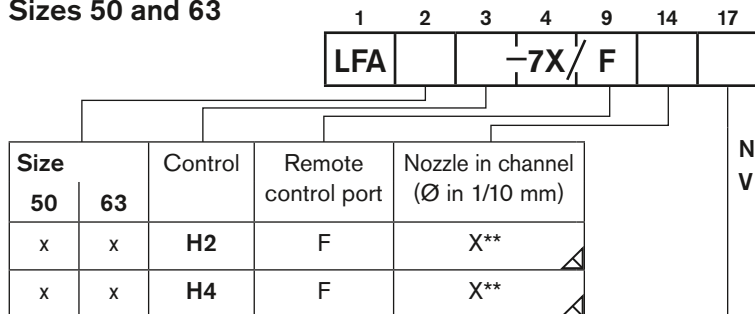 Sizes 50 and 63
1 2 3 4 9 14 17
LFA –7X/ F
Size Control Remote control port Nozzle in channel (Ø in 1/10 mm)
50 63
x x H2 F X**
x x H4 F X**
N
V